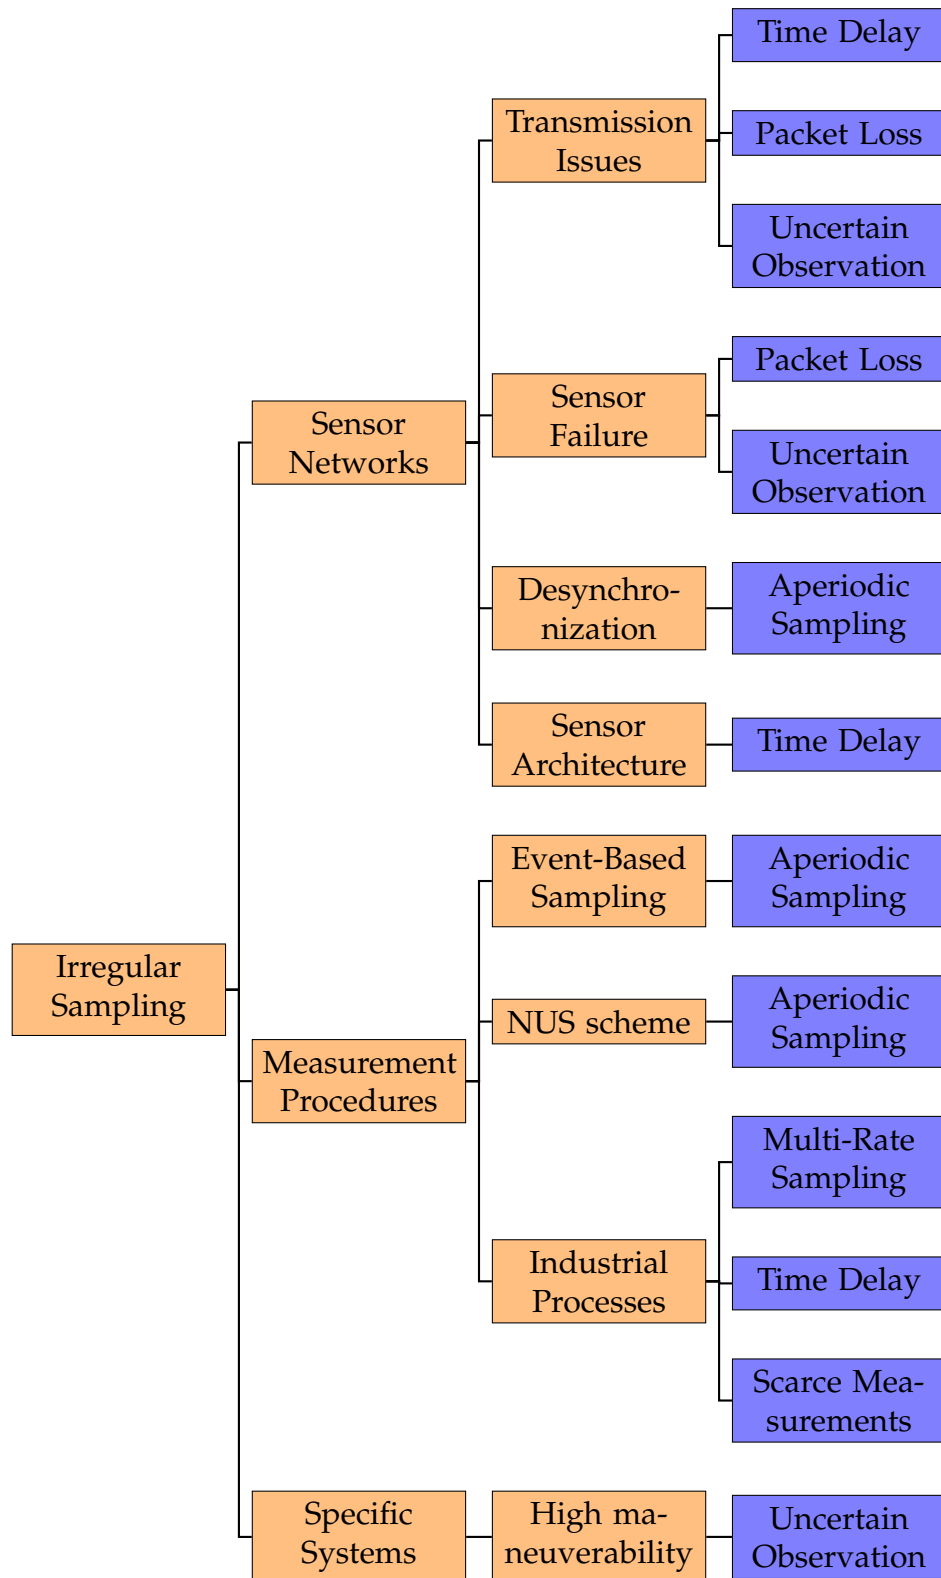 Time Delay
Transmission
Issues
Packet Loss
Uncertain
Observation
Packet Loss
Sensor
Networks
Sensor
Failure
Uncertain
Observation
Desynchro-
nization
Aperiodic
Sampling
Sensor
Architecture
Time Delay
Event-Based
Sampling
Aperiodic
Sampling
Irregular
Sampling
NUS scheme
Aperiodic
Sampling
Measurement
Procedures
Multi-Rate
Sampling
Industrial
Processes
Time Delay
Scarce Mea-
surements
Specific
Systems
High ma-
neuverability
Uncertain
Observation